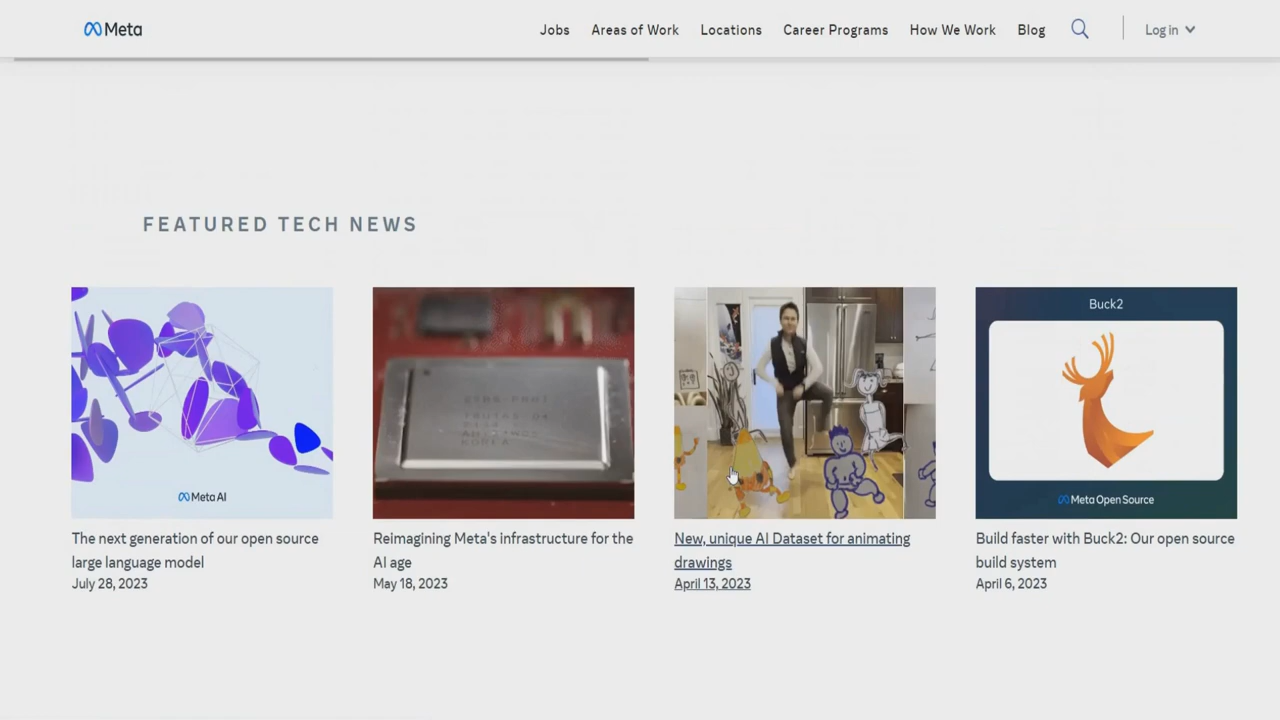 Meta
Jobs
Areas of Work
Locations
Career Programs
How We Work
Blog
Log in
FEATURED TECH NEWS
Meta AI
The next generation of our open source
large language model
July 28, 2023
Reimagining Meta's infrastructure for the
AI age
May 18, 2023
New, unique AI Dataset for animating
drawings
April 13, 2023
Buck2
Meta Open Source
Build faster with Buck2: Our open source
build system
April 6, 2023